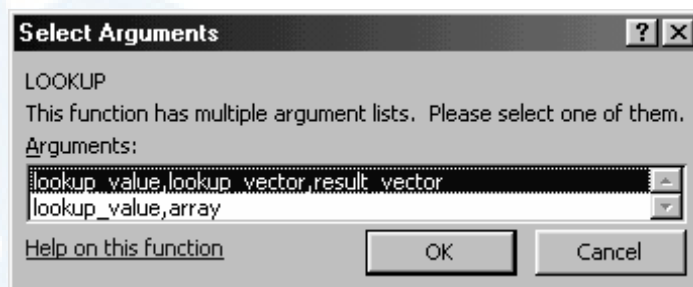 Select Arguments
LOOKUP
This function has multiple argument lists. Please select one of them.
Arguments:
lookup_value,lookup_vector,result_vector
lookup_value,array
Help on this function
OK
Cancel